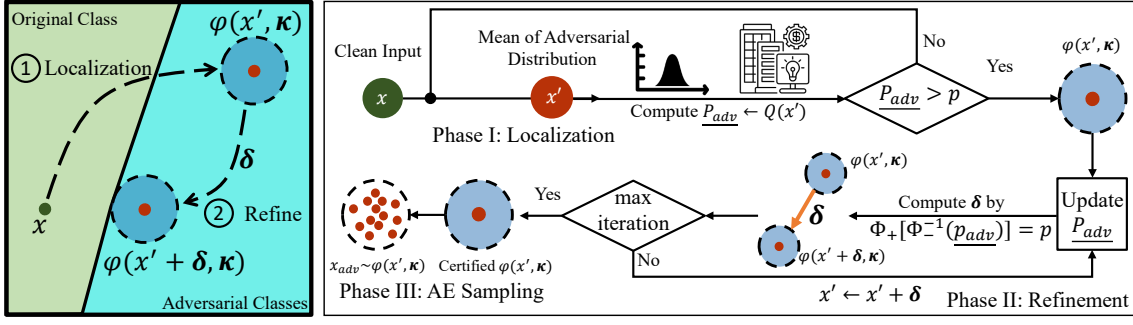 Original Class
φ(x′, κ)
① Localization
δ
x
② Refine
φ(x′ + δ, κ)
Adversarial Classes
Clean Input
Mean of Adversarial
Distribution
x
x′
Compute P_adv ← Q(x′)
Phase I: Localization
No
P_adv > p
Yes
φ(x′, κ)
Update
P_adv
Compute δ by
Φ₊[Φ₋⁻¹(p_adv)] = p
φ(x′, κ)
δ
φ(x′ + δ, κ)
max
iteration
Yes
No
x_adv~φ(x′, κ)
Certified φ(x′, κ)
Phase III: AE Sampling
x′ ← x′ + δ
Phase II: Refinement